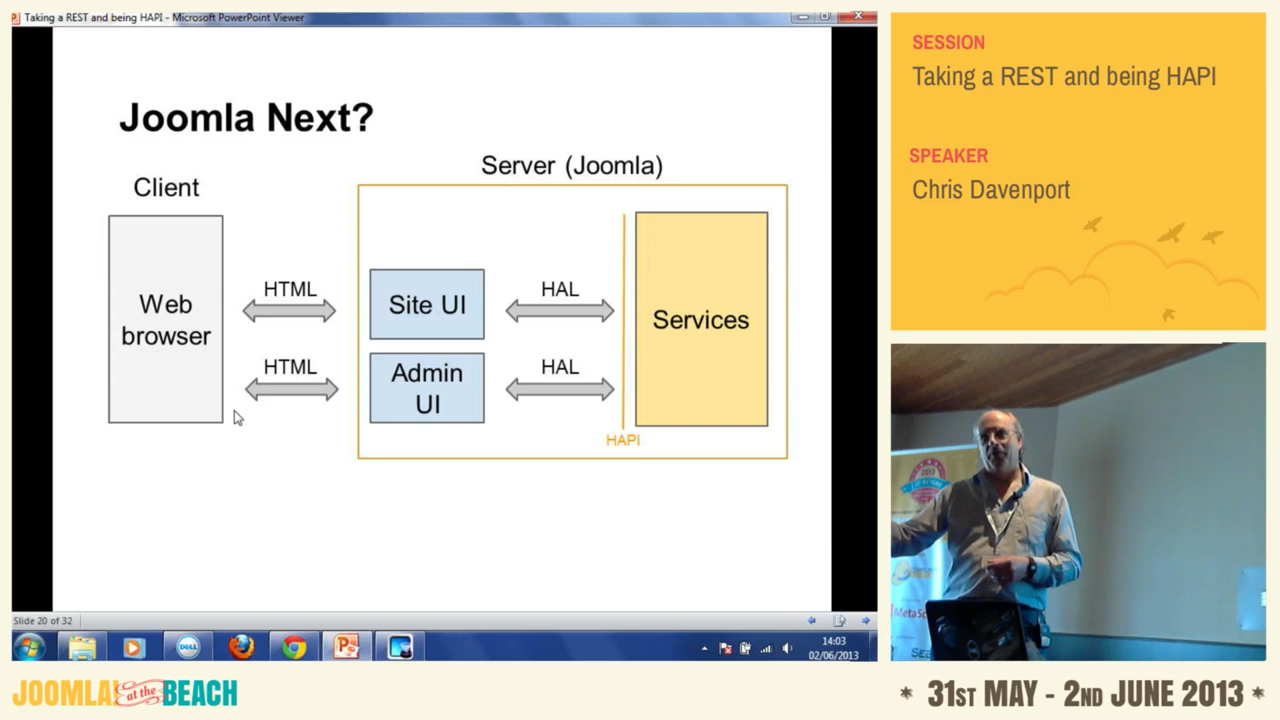 Taking a REST and being HAPI - Microsoft PowerPoint Viewer
Joomla Next?
Server (Joomla)
Client
Web
browser
HTML
HTML
Site UI
Admin
UI
HAL
HAL
Services
HAPI
Slide 20 of 32
DELL
14:03
02/06/2013
SESSION
Taking a REST and being HAPI
SPEAKER
Chris Davenport
2013
JOOMLA! at the BEACH
* 31ST MAY - 2ND JUNE 2013 *